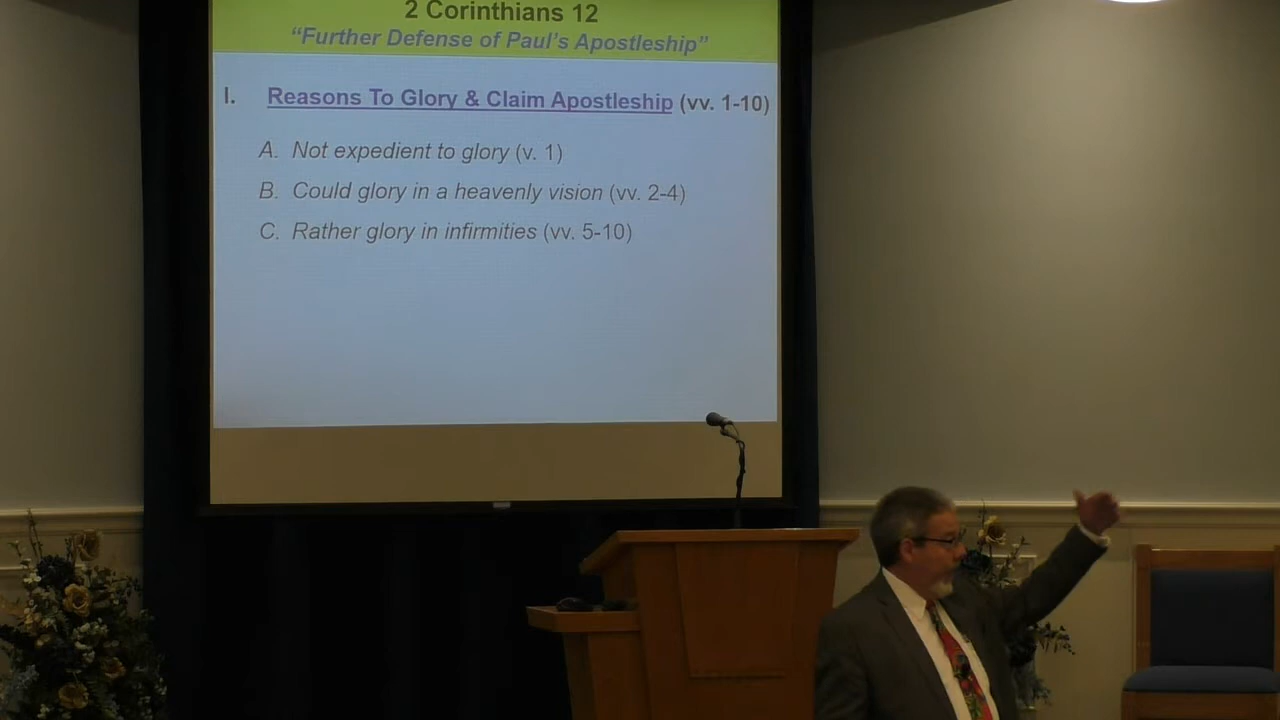 2 Corinthians 12
“Further Defense of Paul’s Apostleship”
I. Reasons To Glory & Claim Apostleship (vv. 1-10)
A. Not expedient to glory (v. 1)
B. Could glory in a heavenly vision (vv. 2-4)
C. Rather glory in infirmities (vv. 5-10)